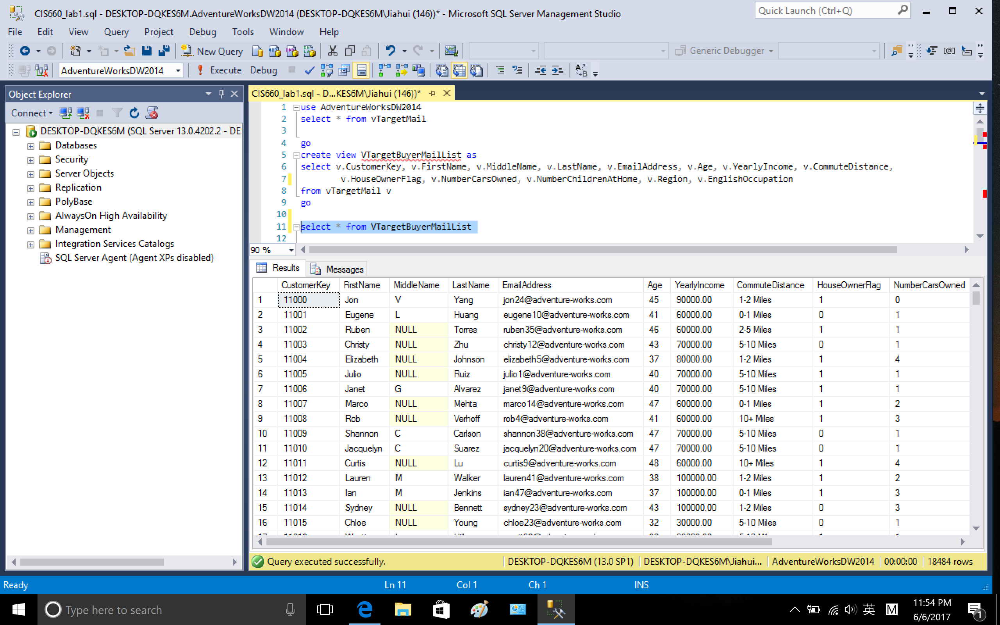 CIS660_lab1.sql - DESKTOP-DQKES6M.AdventureWorksDW2014 (DESKTOP-DQKES6M\Jiahui (146))* - Microsoft SQL Server Management Studio
Quick Launch (Ctrl+Q)
File Edit View Query Project Debug Tools Window Help
New Query
Generic Debugger
AdventureWorksDW2014 Execute Debug
Object Explorer
Connect
DESKTOP-DQKES6M (SQL Server 13.0.4202.2 - DE
Databases
Security
Server Objects
Replication
PolyBase
AlwaysOn High Availability
Management
Integration Services Catalogs
SQL Server Agent (Agent XPs disabled)
CIS660_lab1.sql - D...KES6M\Jiahui (146))*
1 use AdventureWorksDW2014
2 select * from vTargetMail
3
4 go
5 create view VTargetBuyerMailList as
6 select v.CustomerKey, v.FirstName, v.MiddleName, v.LastName, v.EmailAddress, v.Age, v.YearlyIncome, v.CommuteDistance,
7 v.HouseOwnerFlag, v.NumberCarsOwned, v.NumberChildrenAtHome, v.Region, v.EnglishOccupation
8 from vTargetMail v
9 go
10
11 select * from VTargetBuyerMailList
12
90 %
Results Messages
CustomerKey FirstName MiddleName LastName EmailAddress Age YearlyIncome CommuteDistance HouseOwnerFlag NumberCarsOwned
1 11000 Jon V Yang jon24@adventure-works.com 45 90000.00 1-2 Miles 1 0
2 11001 Eugene L Huang eugene10@adventure-works.com 41 60000.00 0-1 Miles 0 1
3 11002 Ruben NULL Torres ruben35@adventure-works.com 46 60000.00 2-5 Miles 1 1
4 11003 Christy NULL Zhu christy12@adventure-works.com 43 70000.00 5-10 Miles 0 1
5 11004 Elizabeth NULL Johnson elizabeth5@adventure-works.com 37 80000.00 1-2 Miles 1 4
6 11005 Julio NULL Ruiz julio1@adventure-works.com 40 70000.00 5-10 Miles 1 1
7 11006 Janet G Alvarez janet9@adventure-works.com 40 70000.00 5-10 Miles 1 1
8 11007 Marco NULL Mehta marco14@adventure-works.com 47 60000.00 0-1 Miles 1 2
9 11008 Rob NULL Verhoff rob4@adventure-works.com 41 60000.00 10+ Miles 1 3
10 11009 Shannon C Carlson shannon38@adventure-works.com 47 70000.00 5-10 Miles 0 1
11 11010 Jacquelyn C Suarez jacquelyn20@adventure-works.com 47 70000.00 5-10 Miles 0 1
12 11011 Curtis NULL Lu curtis9@adventure-works.com 48 60000.00 10+ Miles 1 4
13 11012 Lauren M Walker lauren41@adventure-works.com 38 100000.00 1-2 Miles 1 2
14 11013 Ian M Jenkins ian47@adventure-works.com 37 100000.00 0-1 Miles 1 3
15 11014 Sydney NULL Bennett sydney23@adventure-works.com 43 100000.00 1-2 Miles 0 3
16 11015 Chloe NULL Young chloe23@adventure-works.com 32 30000.00 5-10 Miles 0 1
Query executed successfully. DESKTOP-DQKES6M (13.0 SP1) DESKTOP-DQKES6M\Jiahui... AdventureWorksDW2014 00:00:00 18484 rows
Ready Ln 11 Col 1 Ch 1 INS
Type here to search
英 M
11:54 PM
6/6/2017
1